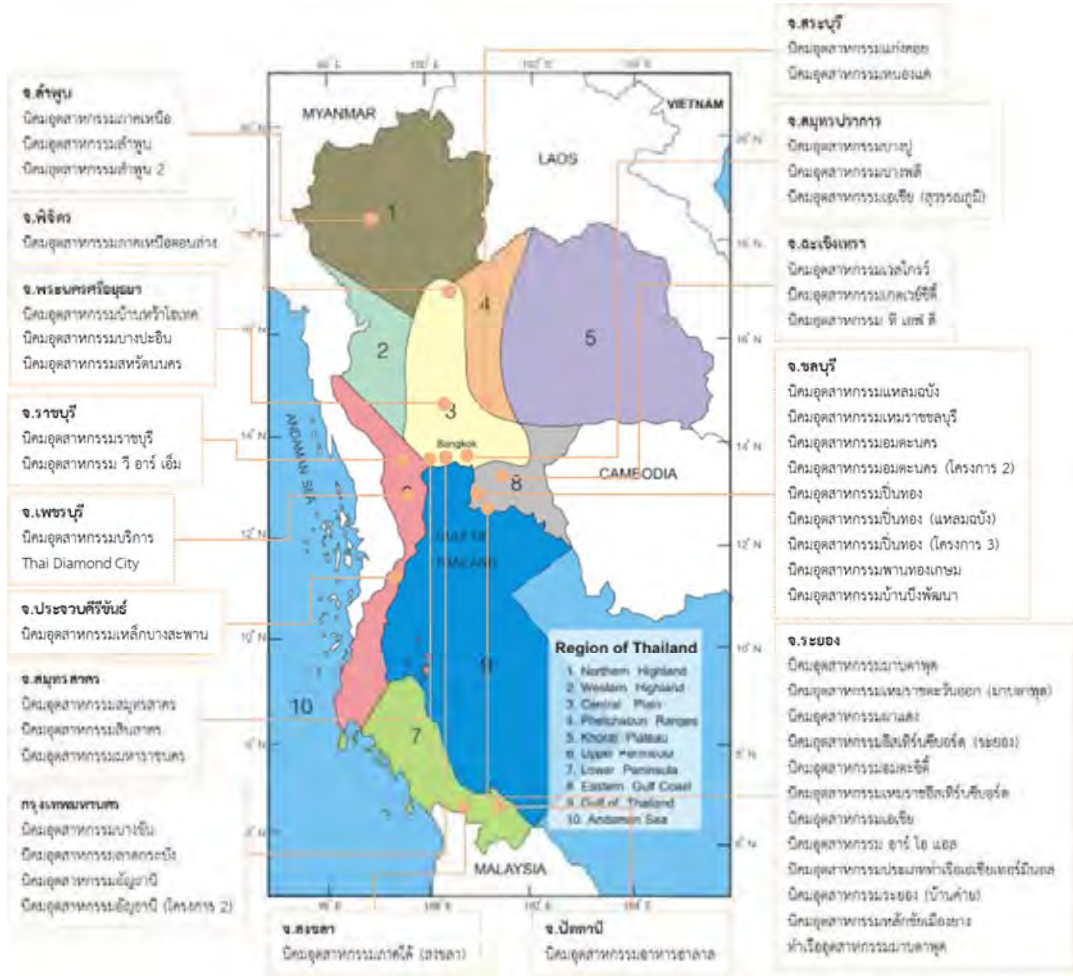 จ.ลำพูน
นิคมอุตสาหกรรมภาคเหนือ
นิคมอุตสาหกรรมลำพูน
นิคมอุตสาหกรรมลำพูน 2
จ.พิจิตร
นิคมอุตสาหกรรมภาคเหนือตอนล่าง
จ.พระนครศรีอยุธยา
นิคมอุตสาหกรรมบ้านหว้าไฮเทค
นิคมอุตสาหกรรมบางปะอิน
นิคมอุตสาหกรรมสหรัตนนคร
จ.ราชบุรี
นิคมอุตสาหกรรมราชบุรี
นิคมอุตสาหกรรม วี อาร์ เอ็ม
จ.เพชรบุรี
นิคมอุตสาหกรรมบริการ
Thai Diamond City
จ.ประจวบคีรีขันธ์
นิคมอุตสาหกรรมเหล็กบางสะพาน
จ.สมุทรสาคร
นิคมอุตสาหกรรมสมุทรสาคร
นิคมอุตสาหกรรมสินสาคร
นิคมอุตสาหกรรมมหาราชนคร
กรุงเทพมหานคร
นิคมอุตสาหกรรมบางชัน
นิคมอุตสาหกรรมลาดกระบัง
นิคมอุตสาหกรรมอัญธานี
นิคมอุตสาหกรรมอัญธานี (โครงการ 2)
MYANMAR
LAOS
VIETNAM
CAMBODIA
MALAYSIA
ANDAMAN SEA
GULF OF
THAILAND
Bangkok
1
2
3
4
5
6
7
8
9
10
20° N
18° N
16° N
14° N
12° N
10° N
8° N
6° N
98° E
100° E
102° E
104° E
Region of Thailand
1. Northern Highland
2. Western Highland
3. Central Plain
4. Phetchabun Ranges
5. Khorat Plateau
6. Upper Peninsula
7. Lower Peninsula
8. Eastern Gulf Coast
9. Gulf of Thailand
10. Andaman Sea
จ.สระบุรี
นิคมอุตสาหกรรมแก่งคอย
นิคมอุตสาหกรรมหนองแค
จ.สมุทรปราการ
นิคมอุตสาหกรรมบางปู
นิคมอุตสาหกรรมบางพลี
นิคมอุตสาหกรรมเอเชีย (สุวรรณภูมิ)
จ.ฉะเชิงเทรา
นิคมอุตสาหกรรมเวลโกรว์
นิคมอุตสาหกรรมเกตเวย์ซิตี้
นิคมอุตสาหกรรม ที เอฟ ดี
จ.ชลบุรี
นิคมอุตสาหกรรมแหลมฉบัง
นิคมอุตสาหกรรมเหมราชชลบุรี
นิคมอุตสาหกรรมอมตะนคร
นิคมอุตสาหกรรมอมตะนคร (โครงการ 2)
นิคมอุตสาหกรรมปิ่นทอง
นิคมอุตสาหกรรมปิ่นทอง (แหลมฉบัง)
นิคมอุตสาหกรรมปิ่นทอง (โครงการ 3)
นิคมอุตสาหกรรมพานทองเกษม
นิคมอุตสาหกรรมบ้านบึงพัฒนา
จ.ระยอง
นิคมอุตสาหกรรมมาบตาพุด
นิคมอุตสาหกรรมเหมราชตะวันออก (มาบตาพุด)
นิคมอุตสาหกรรมผาแดง
นิคมอุตสาหกรรมอีสเทิร์นซีบอร์ด (ระยอง)
นิคมอุตสาหกรรมอมตะซิตี้
นิคมอุตสาหกรรมเหมราชอีสเทิร์นซีบอร์ด
นิคมอุตสาหกรรมเอเชีย
นิคมอุตสาหกรรม อาร์ ไอ แอล
นิคมอุตสาหกรรมประเภทท่าเรือเอเชียเทอร์มินอล
นิคมอุตสาหกรรมระยอง (บ้านค่าย)
นิคมอุตสาหกรรมหลักชัยเมืองยาง
ท่าเรืออุตสาหกรรมมาบตาพุด
จ.สงขลา
นิคมอุตสาหกรรมภาคใต้ (สงขลา)
จ.ปัตตานี
นิคมอุตสาหกรรมอาหารฮาลาล